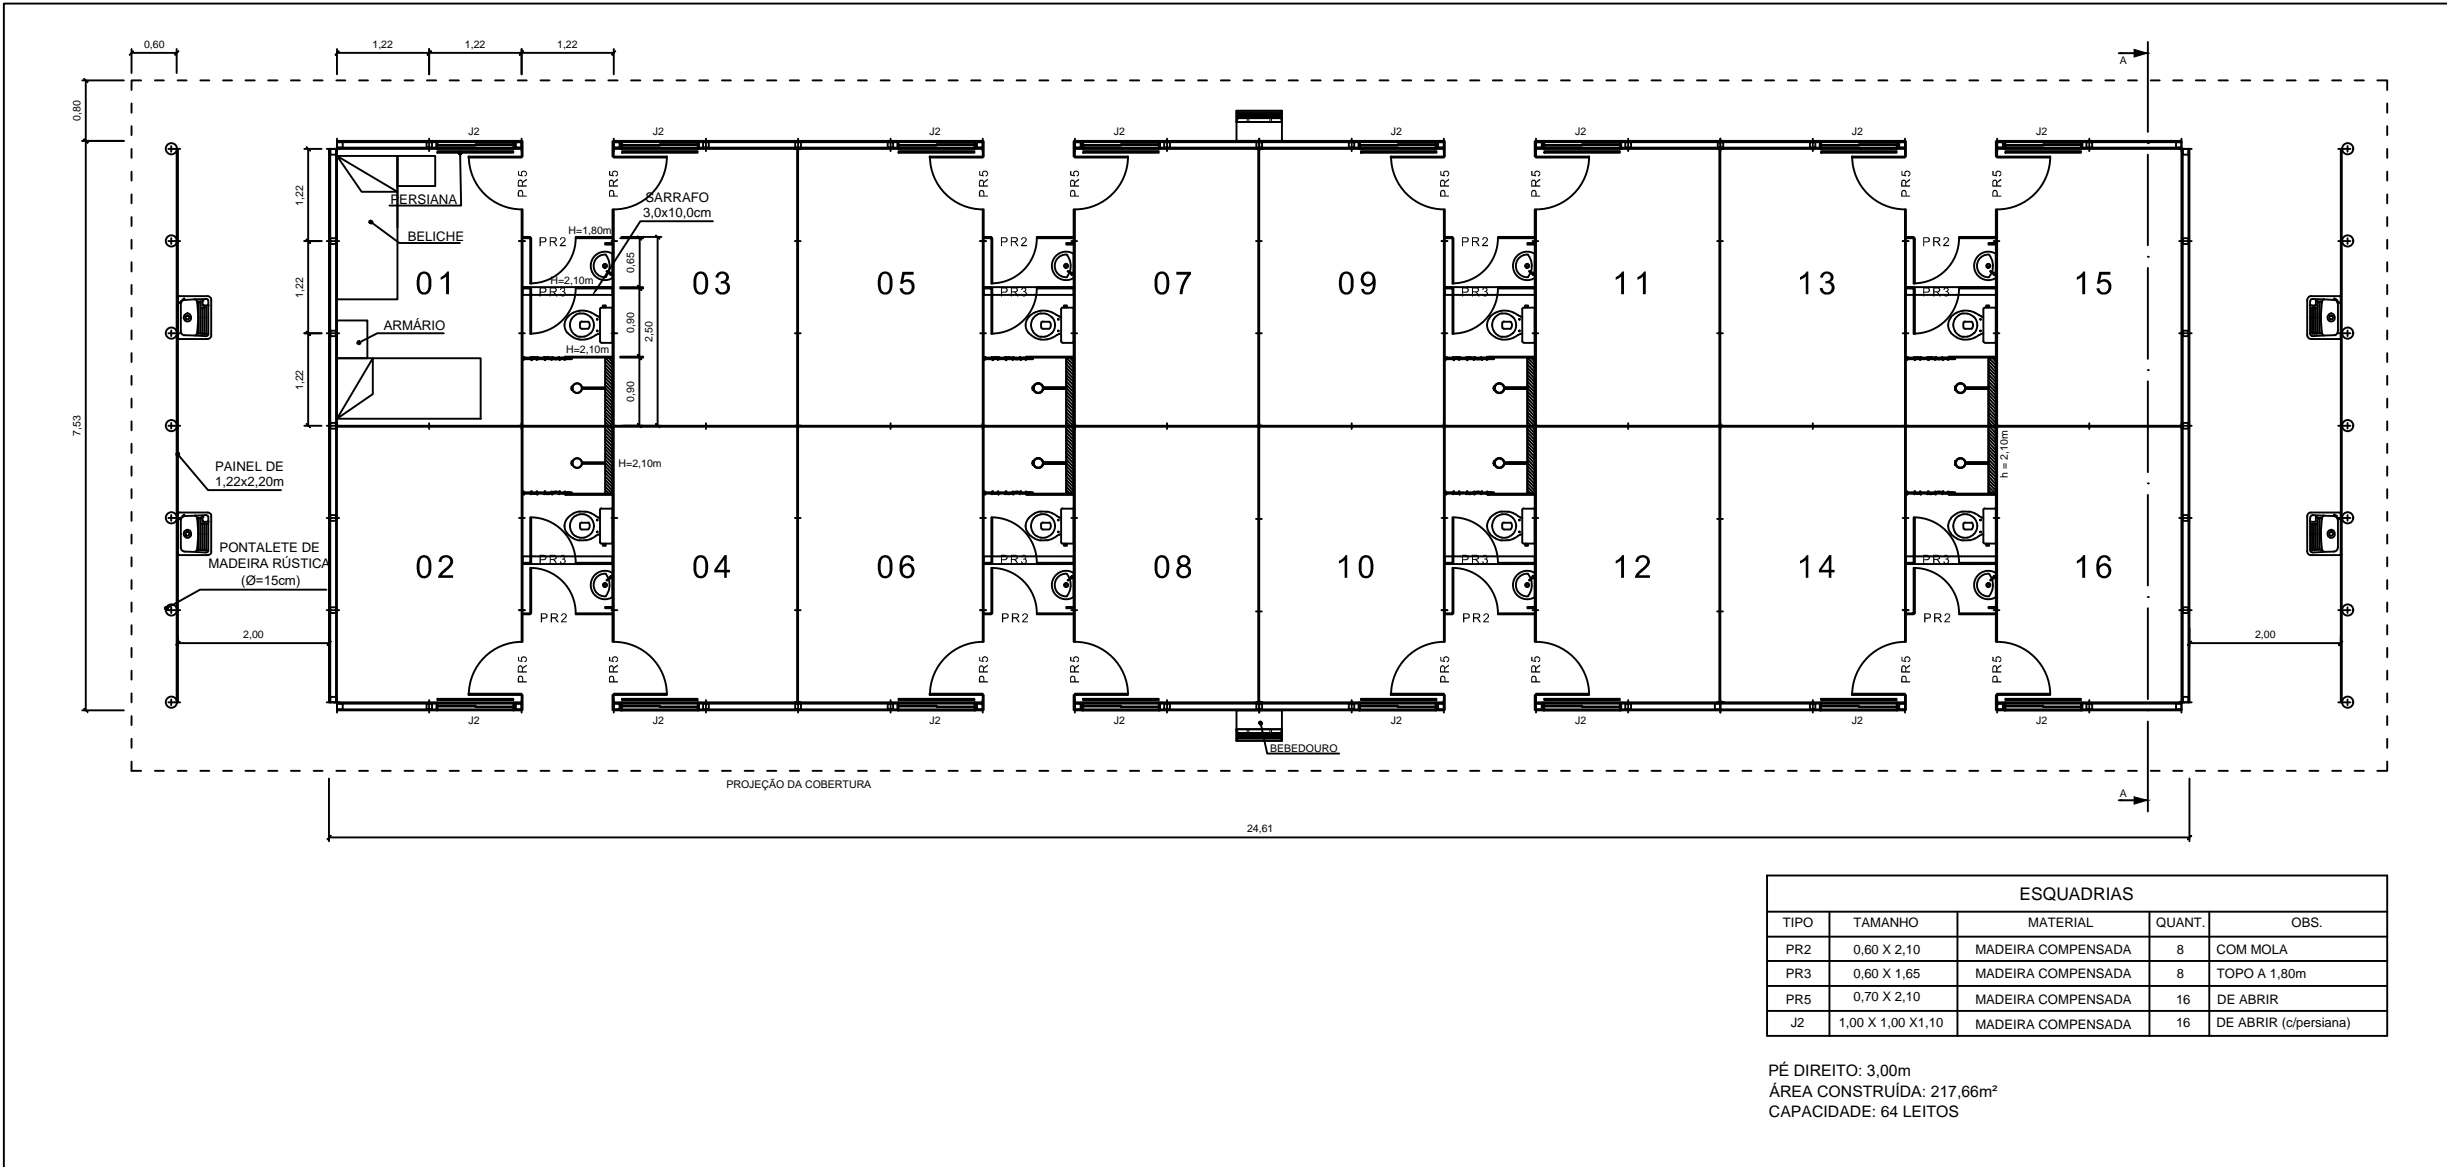 0,60
1,22
1,22
1,22
A
0,80
J2
J2
J2
J2
J2
J2
J2
J2
1,22
1,22
1,22
PERSIANA
PR5
PR5
PR5
PR5
PR5
PR5
PR5
PR5
SARRAFO
3,0x10,0cm
BELICHE
H=1,80m
PR2
PR2
PR2
PR2
0,65
01
03
05
07
09
11
13
15
H=2,10m
PR3
PR3
PR3
PR3
ARMÁRIO
0,90
2,50
H=2,10m
0,90
7,53
PAINEL DE
1,22x2,20m
H=2,10m
h = 2,10m
PONTALETE DE
MADEIRA RÚSTICA
(Ø=15cm)
02
04
06
08
10
12
14
16
PR3
PR3
PR3
PR3
PR2
PR2
PR2
PR2
2,00
2,00
PR5
PR5
PR5
PR5
PR5
PR5
PR5
PR5
J2
J2
J2
J2
J2
J2
J2
J2
BEBEDOURO
PROJEÇÃO DA COBERTURA
A
24,61
ESQUADRIAS
TIPO TAMANHO MATERIAL QUANT. OBS.
PR2 0,60 X 2,10 MADEIRA COMPENSADA 8 COM MOLA
PR3 0,60 X 1,65 MADEIRA COMPENSADA 8 TOPO A 1,80m
PR5 0,70 X 2,10 MADEIRA COMPENSADA 16 DE ABRIR
J2 1,00 X 1,00 X1,10 MADEIRA COMPENSADA 16 DE ABRIR (c/persiana)
PÉ DIREITO: 3,00m
ÁREA CONSTRUÍDA: 217,66m²
CAPACIDADE: 64 LEITOS